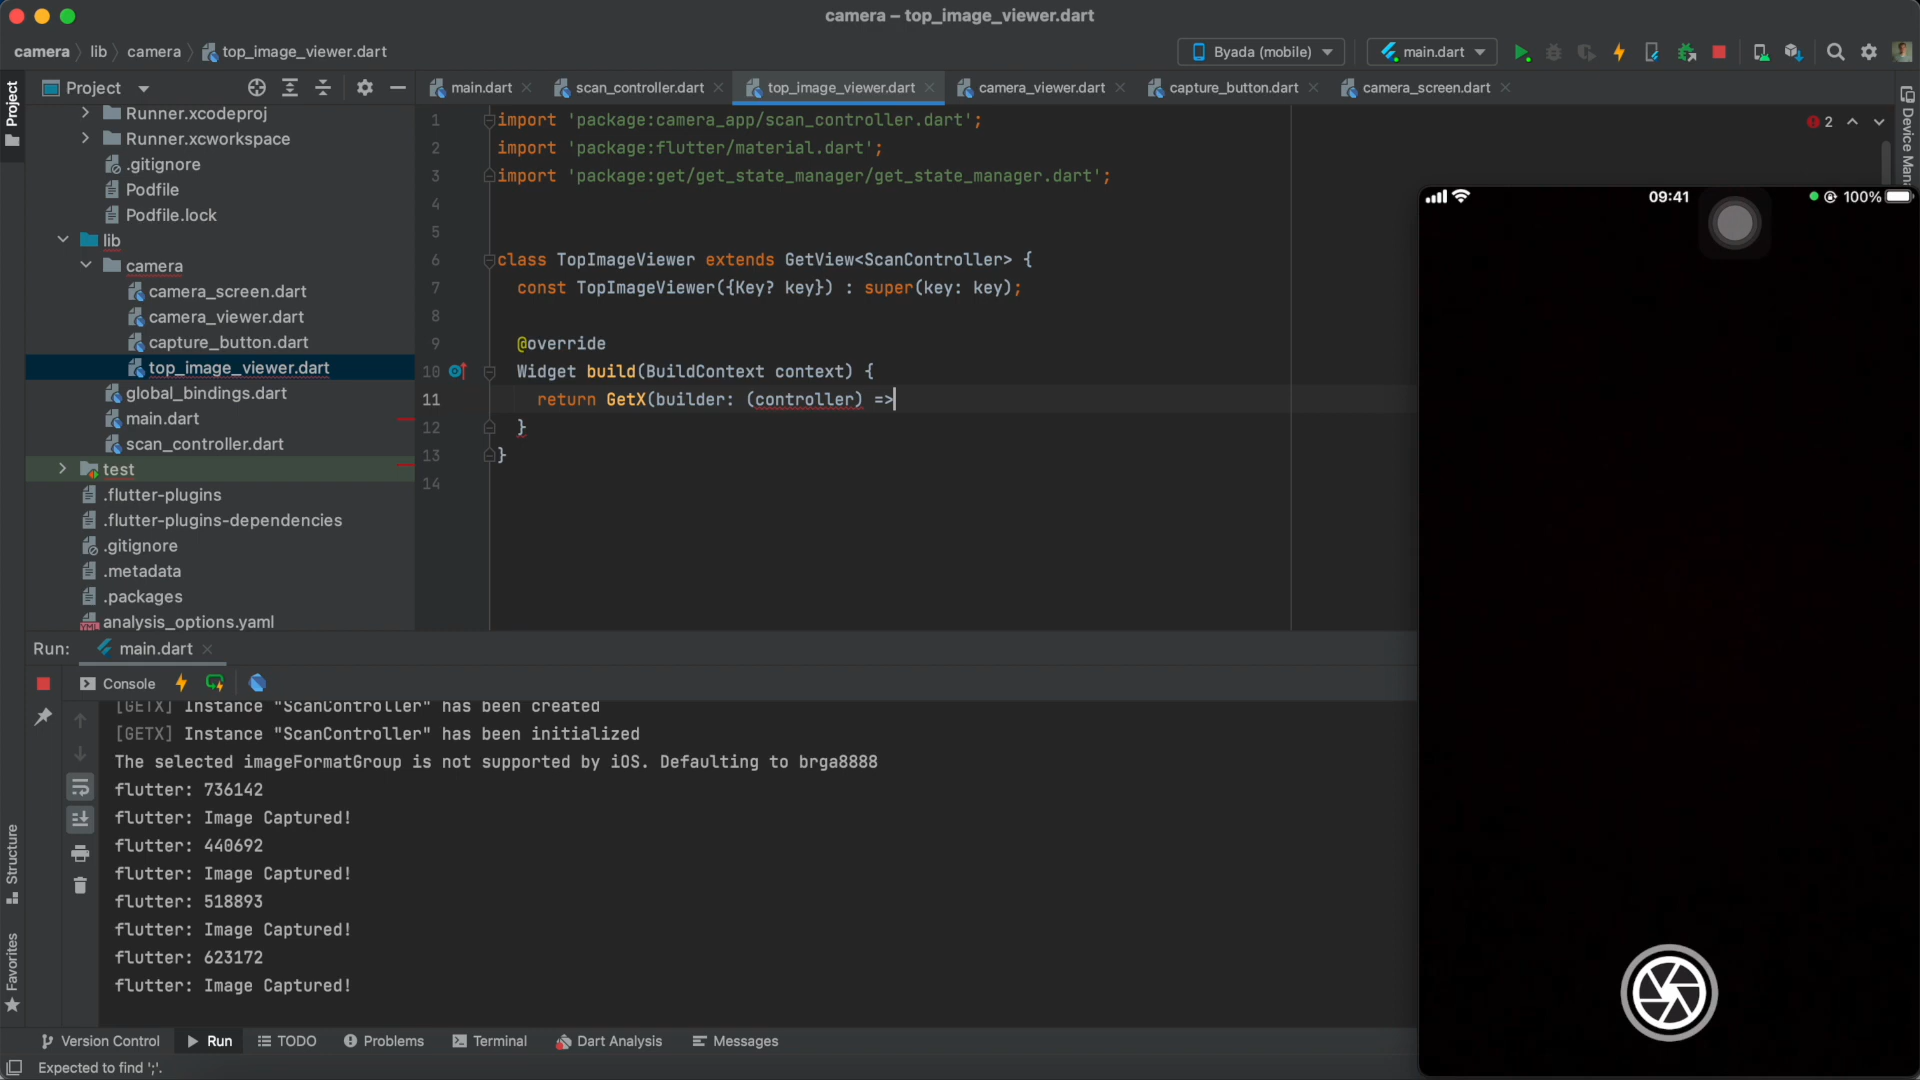 camera – top_image_viewer.dart
camera lib camera top_image_viewer.dart
Byada (mobile) main.dart
Project
main.dart scan_controller.dart top_image_viewer.dart camera_viewer.dart capture_button.dart camera_screen.dart
Project
Runner.xcodeproj
Runner.xcworkspace
.gitignore
Podfile
Podfile.lock
lib
camera
camera_screen.dart
camera_viewer.dart
capture_button.dart
top_image_viewer.dart
global_bindings.dart
main.dart
scan_controller.dart
test
.flutter-plugins
.flutter-plugins-dependencies
.gitignore
.metadata
.packages
analysis_options.yaml
1 import 'package:camera_app/scan_controller.dart';
2 import 'package:flutter/material.dart';
3 import 'package:get/get_state_manager/get_state_manager.dart';
4
5
6 class TopImageViewer extends GetView<ScanController> {
7 const TopImageViewer({Key? key}) : super(key: key);
8
9 @override
10 Widget build(BuildContext context) {
11 return GetX(builder: (controller) =>
12 }
13 }
14
2
09:41
100%
Run: main.dart
Console
[GETX] Instance "ScanController" has been created
[GETX] Instance "ScanController" has been initialized
The selected imageFormatGroup is not supported by iOS. Defaulting to brga8888
flutter: 736142
flutter: Image Captured!
flutter: 440692
flutter: Image Captured!
flutter: 518893
flutter: Image Captured!
flutter: 623172
flutter: Image Captured!
Structure
Favorites
Version Control Run TODO Problems Terminal Dart Analysis Messages
Expected to find ';'.